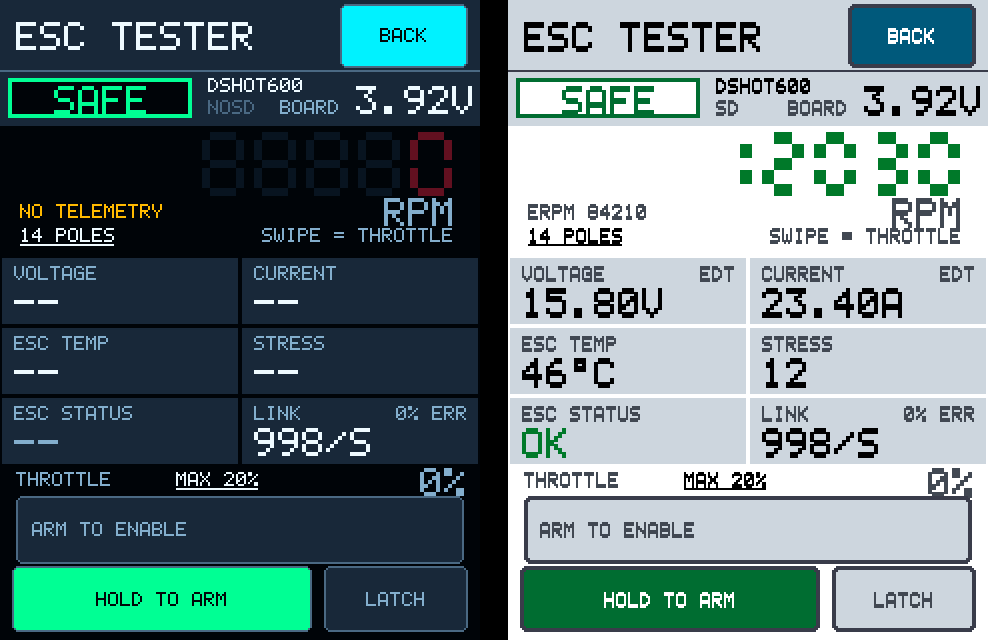 ESC TESTER
BACK
SAFE
DSHOT600
NOSD BOARD
3.92V
0
NO TELEMETRY
RPM
14 POLES
SWIPE = THROTTLE
VOLTAGE
--
CURRENT
--
ESC TEMP
--
STRESS
--
ESC STATUS
--
LINK 0% ERR
998/S
THROTTLE MAX 20% 0%
ARM TO ENABLE
HOLD TO ARM
LATCH
ESC TESTER
BACK
SAFE
DSHOT600
SD BOARD
3.92V
12030
ERPM 84210
RPM
14 POLES
SWIPE = THROTTLE
VOLTAGE EDT
15.80V
CURRENT EDT
23.40A
ESC TEMP
46°C
STRESS
12
ESC STATUS
OK
LINK 0% ERR
998/S
THROTTLE MAX 20% 0%
ARM TO ENABLE
HOLD TO ARM
LATCH